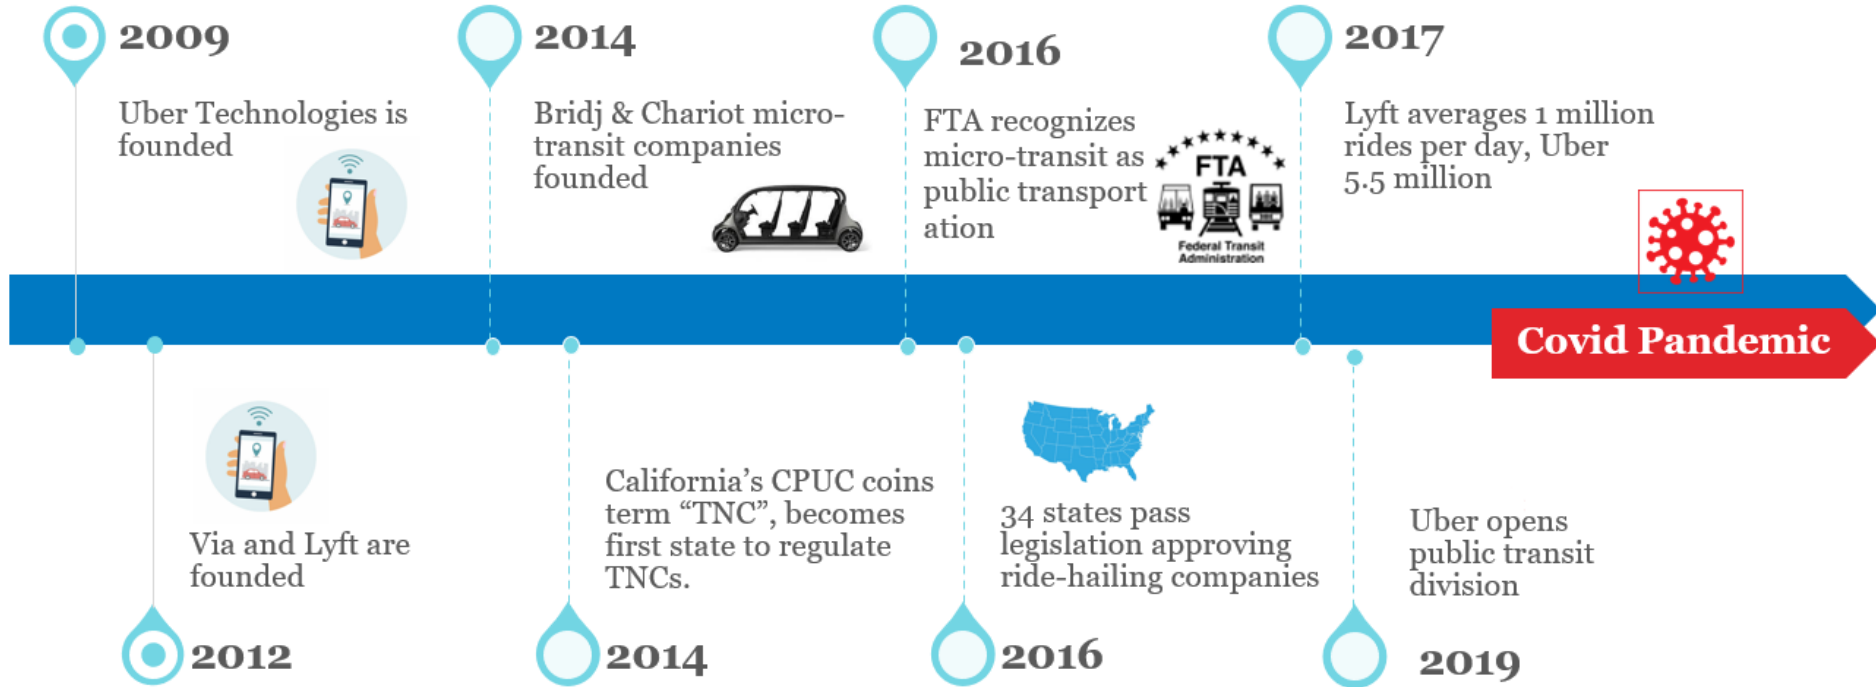 2009
Uber Technologies is
founded
2014
Bridj & Chariot micro-
transit companies
founded
2016
FTA recognizes
micro-transit as
public transport
ation
FTA
Federal Transit
Administration
2017
Lyft averages 1 million
rides per day, Uber
5.5 million
Covid Pandemic
Via and Lyft are
founded
2012
California’s CPUC coins
term “TNC”, becomes
first state to regulate
TNCs.
2014
34 states pass
legislation approving
ride-hailing companies
2016
Uber opens
public transit
division
2019